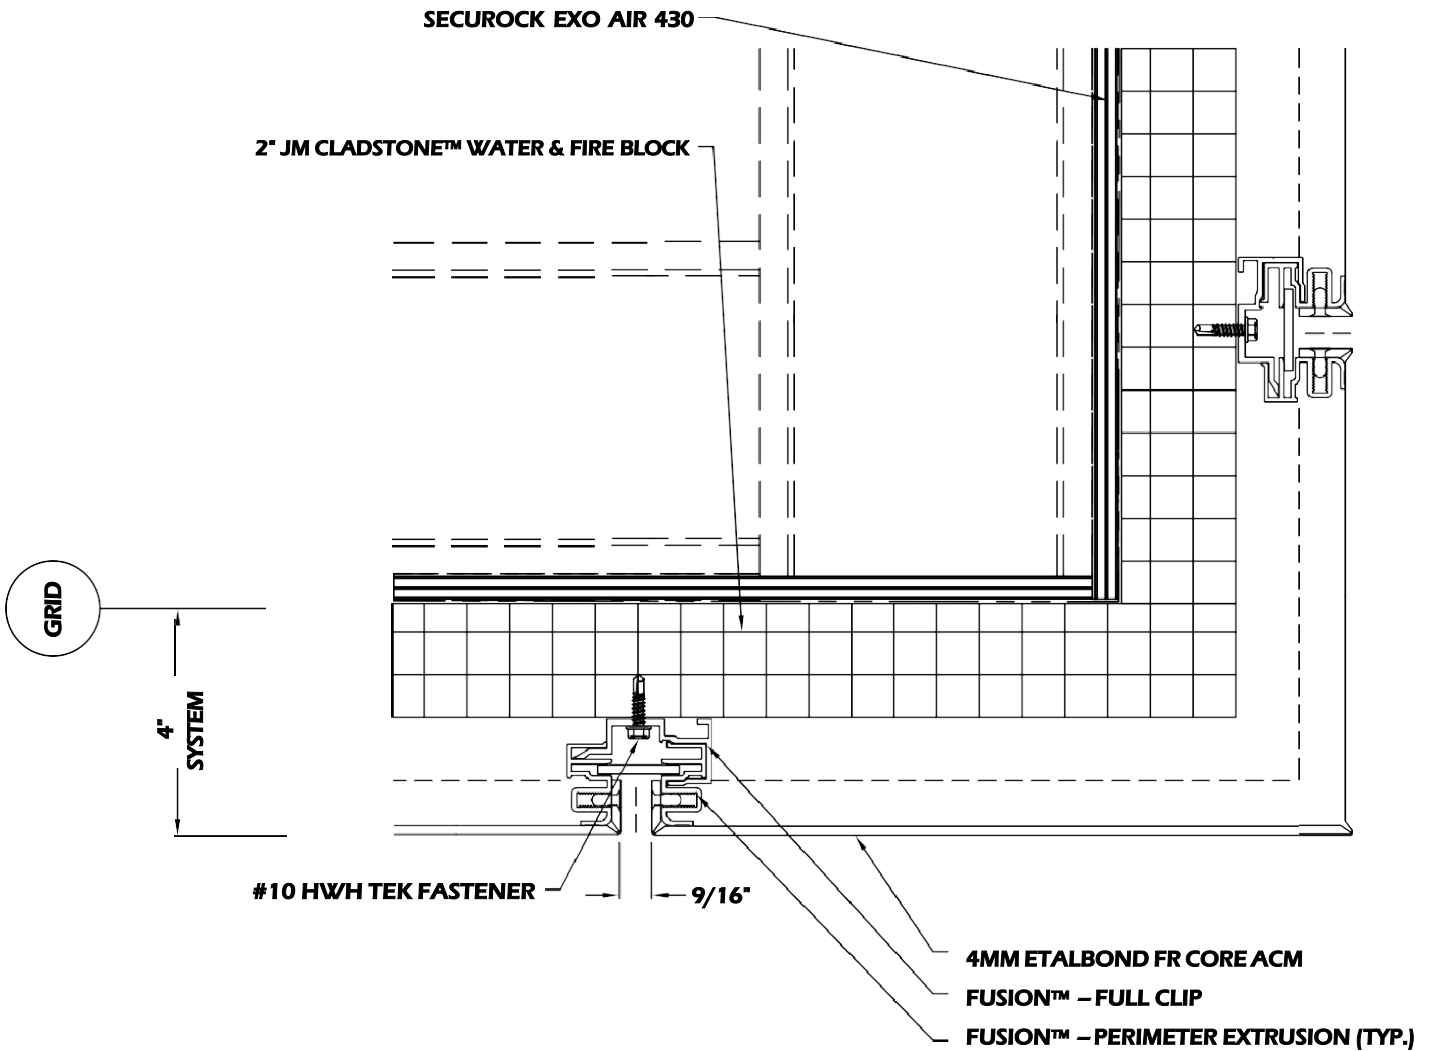 SECUROCK EXO AIR 430
2" JM CLADSTONE™ WATER & FIRE BLOCK
GRID
4"
SYSTEM
#10 HWH TEK FASTENER
9/16"
4MM ETALBOND FR CORE ACM
FUSION™ – FULL CLIP
FUSION™ – PERIMETER EXTRUSION (TYP.)